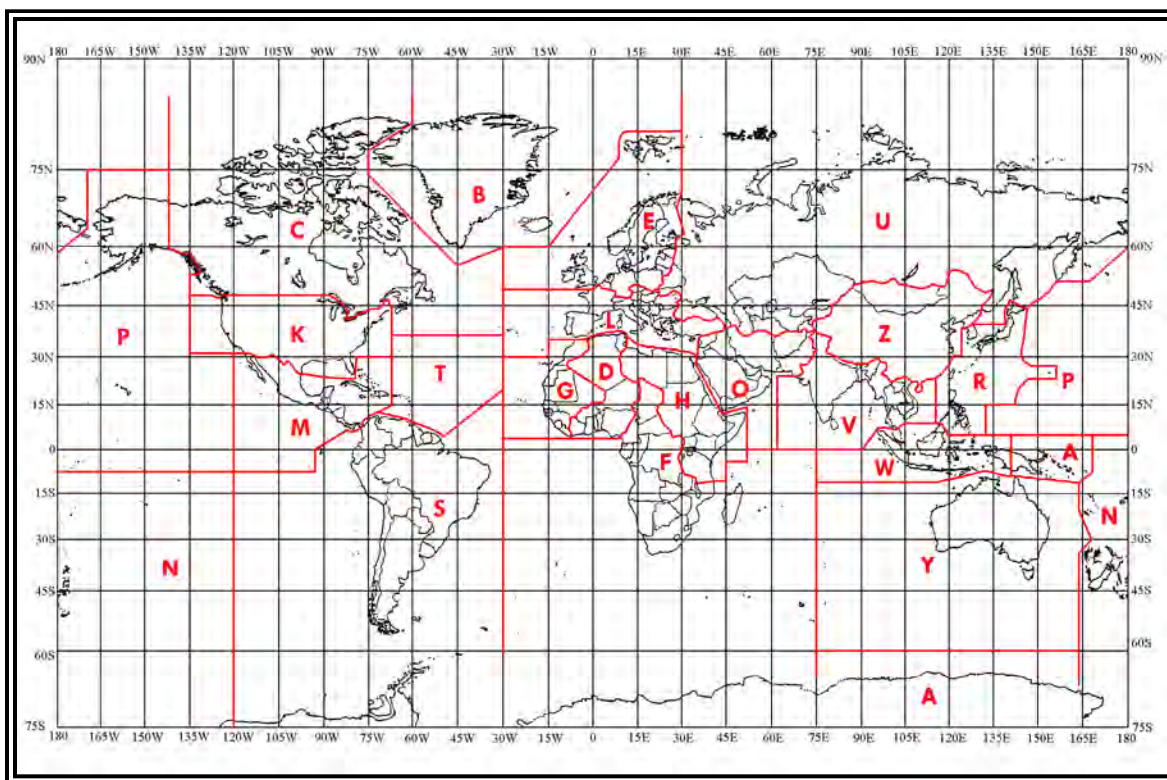 180 165W 150W 135W 120W 105W 90W 75W 60W 45W 30W 15W 0 15E 30E 45E 60E 75E 90E 105E 120E 135E 150E 165E 180
90N 90N
75N 75N
B
E U
C
60N 60N
45N 45N
L
P K Z
30N 30N
D
T G H O R P
15N 15N
M V
0 A 0
F W
15S 15S
S N
30S 30S
N Y
45S 45S
60S 60S
A
75S 75S
180 165W 150W 135W 120W 105W 90W 75W 60W 45W 30W 15W 0 15E 30E 45E 60E 75E 90E 105E 120E 135E 150E 165E 180